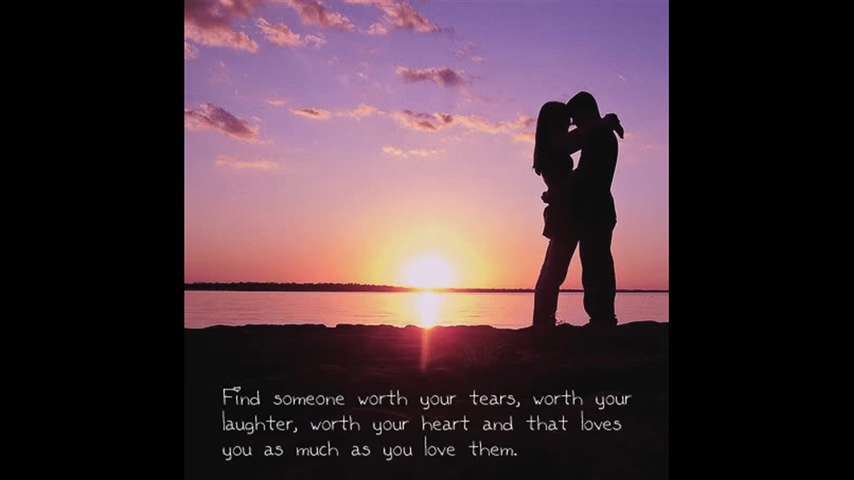 Find someone worth your tears, worth your
laughter, worth your heart and that loves
you as much as you love them.